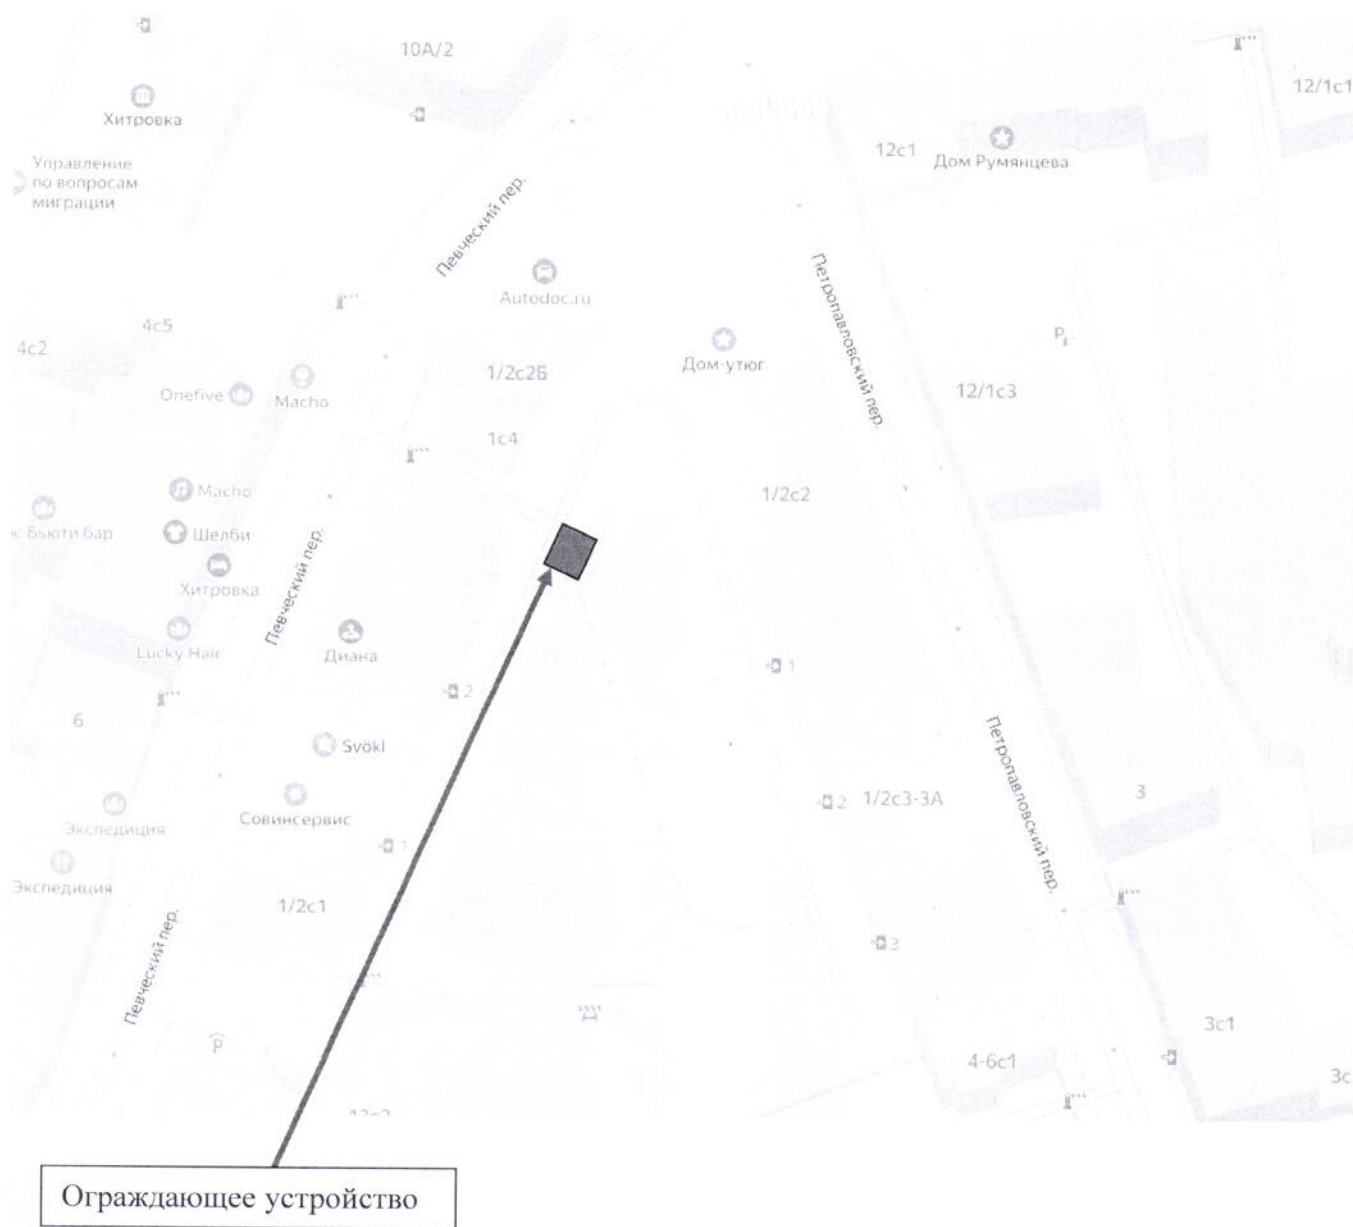 10А/2
12/1с1
Хитровка
12с1
Дом Румянцева
Управление
по вопросам
миграции
Певческий пер.
Петропавловский пер.
Autodoc.ru
4с5
4с2
Дом-утюг
P
1/2с2Б
Onefive
Macho
12/1с3
1с4
Macho
1/2с2
Бьюти бар
Шелби
Певческий пер.
Хитровка
Lucky Hair
Диана
1
2
6
Svökl
Петропавловский пер.
Экспедиция
Совинсервис
2
1/2с3-3А
3
1
Экспедиция
1/2с1
Певческий пер.
3
3с1
P
4-6с1
3с
Ограждающее устройство